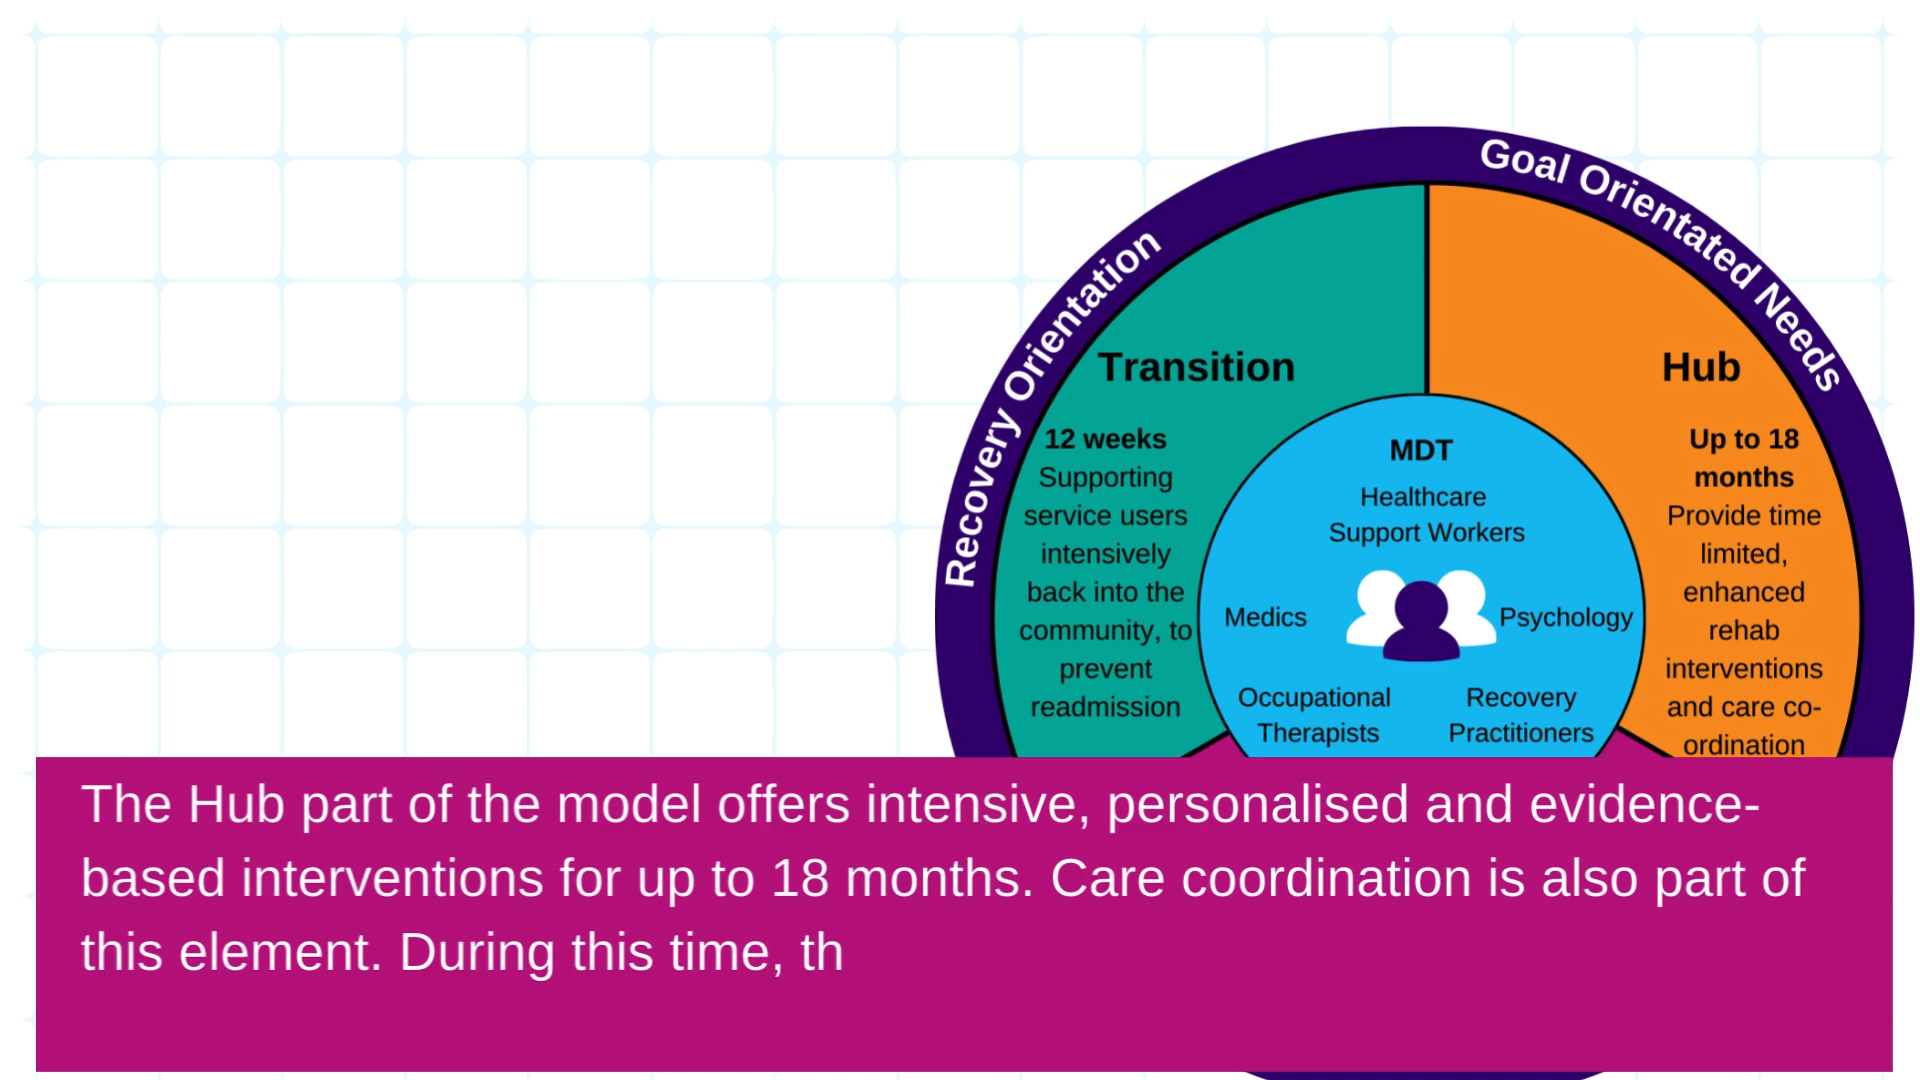 Recovery Orientation
Goal Orientated Needs
Transition
12 weeks
Supporting
service users
intensively
back into the
community, to
prevent
readmission
MDT
Healthcare
Support Workers
Medics
Psychology
Occupational
Therapists
Recovery
Practitioners
Hub
Up to 18
months
Provide time
limited,
enhanced
rehab
interventions
and care co-
ordination
The Hub part of the model offers intensive, personalised and evidence-
based interventions for up to 18 months. Care coordination is also part of
this element. During this time, th